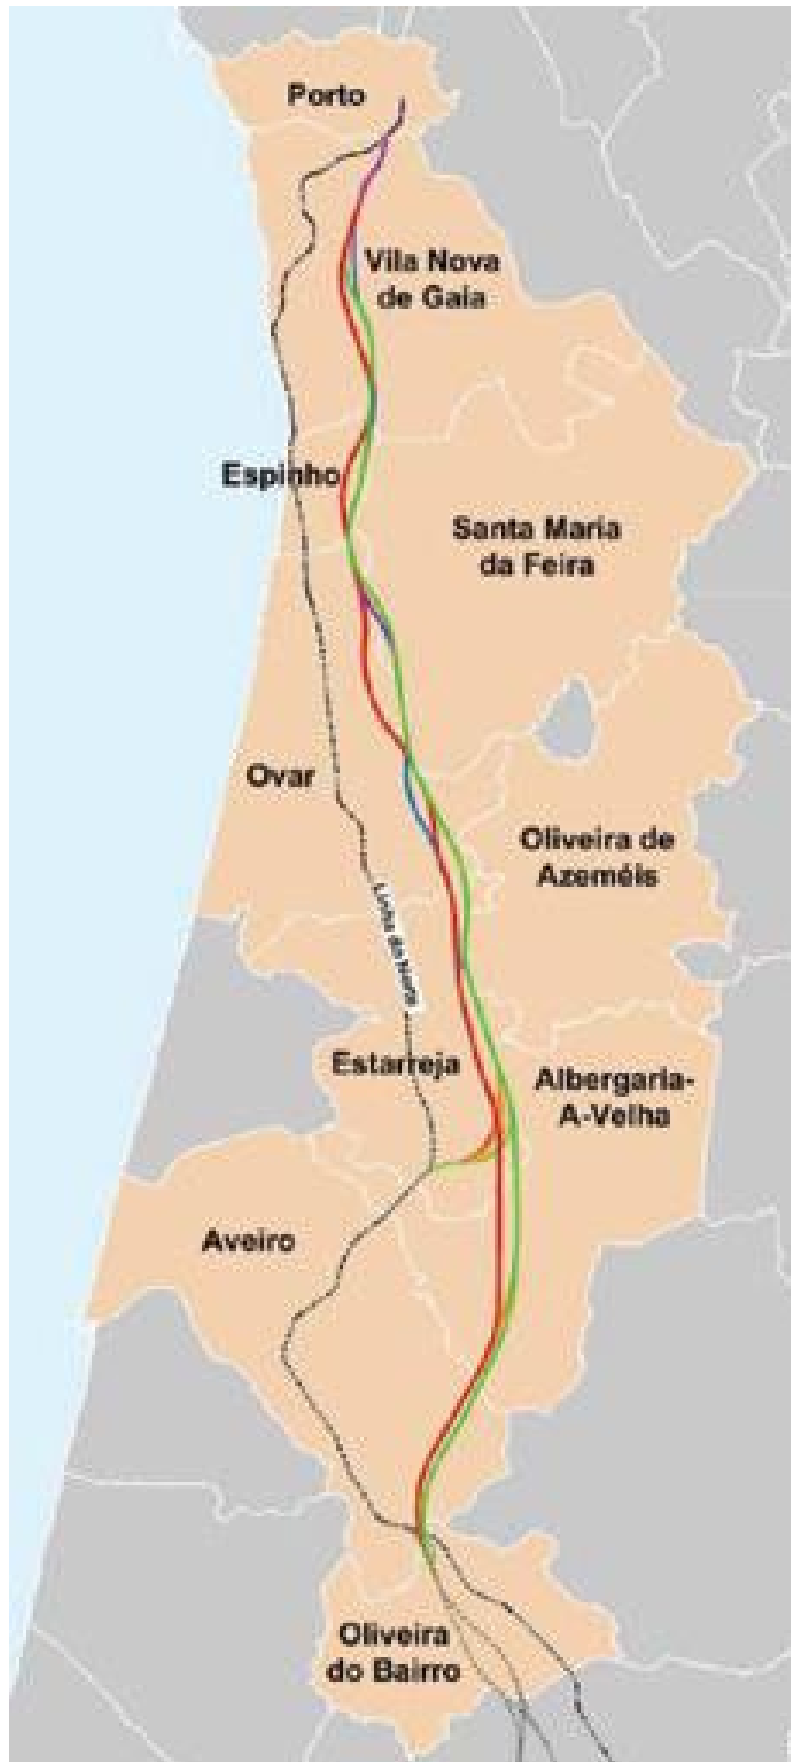 Porto
Vila Nova
de Gaia
Espinho
Santa Maria
da Feira
Ovar
Oliveira de
Azeméis
Linha do Norte
Estarreja
Albergaria-
A-Velha
Aveiro
Oliveira
do Bairro